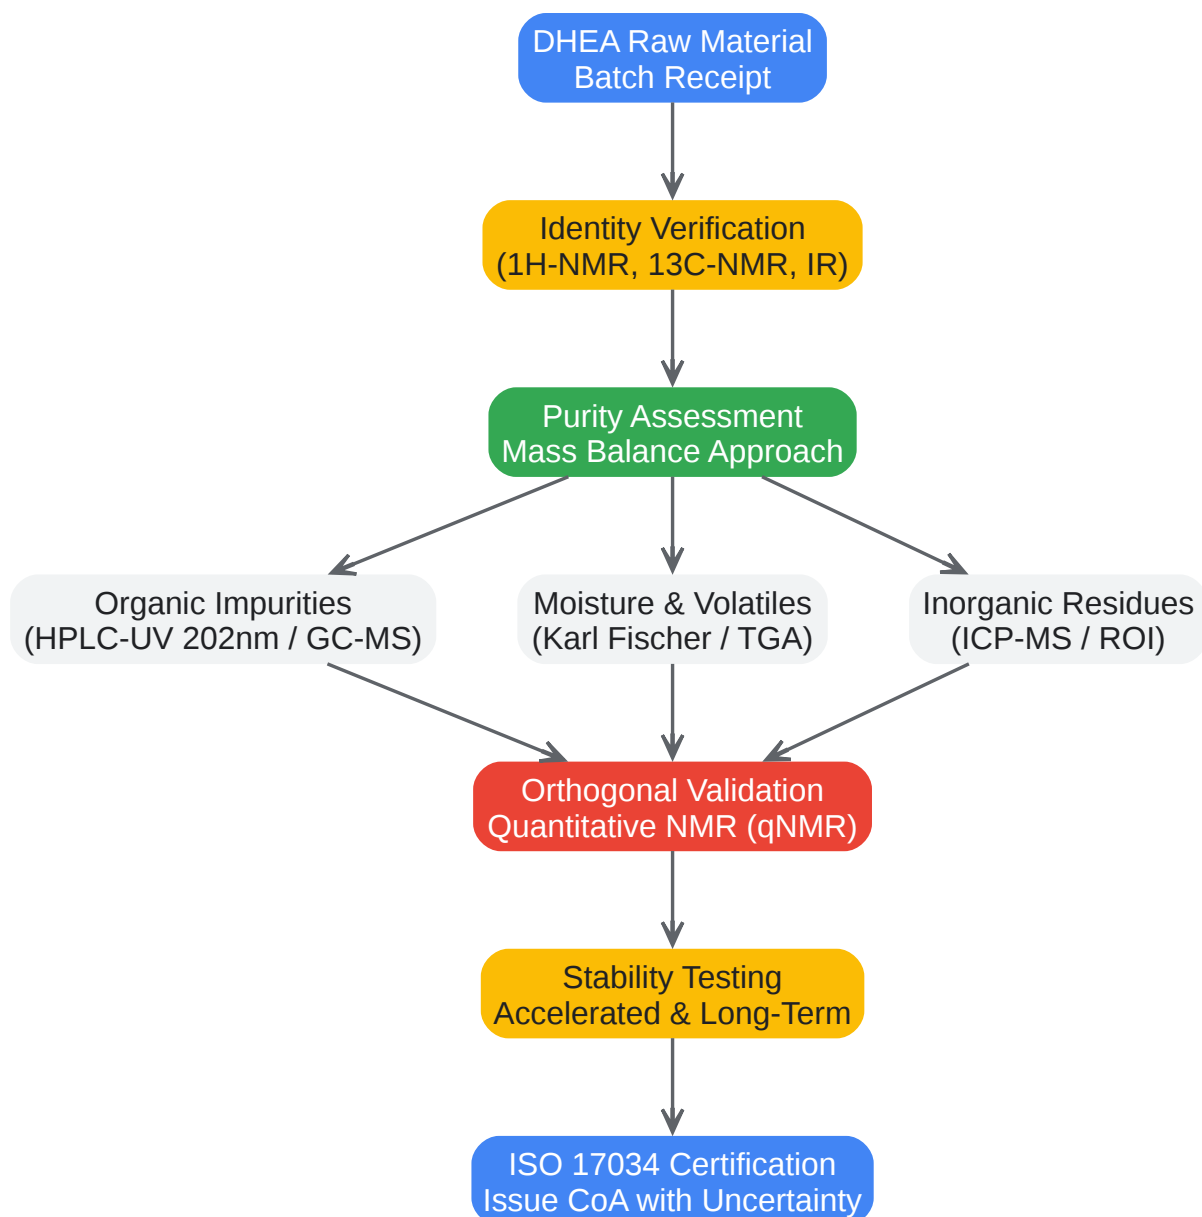 DHEA Raw Material
Batch Receipt
Identity Verification
(1H-NMR, 13C-NMR, IR)
Purity Assessment
Mass Balance Approach
Organic Impurities
(HPLC-UV 202nm / GC-MS)
Moisture & Volatiles
(Karl Fischer / TGA)
Inorganic Residues
(ICP-MS / ROI)
Orthogonal Validation
Quantitative NMR (qNMR)
Stability Testing
Accelerated & Long-Term
ISO 17034 Certification
Issue CoA with Uncertainty